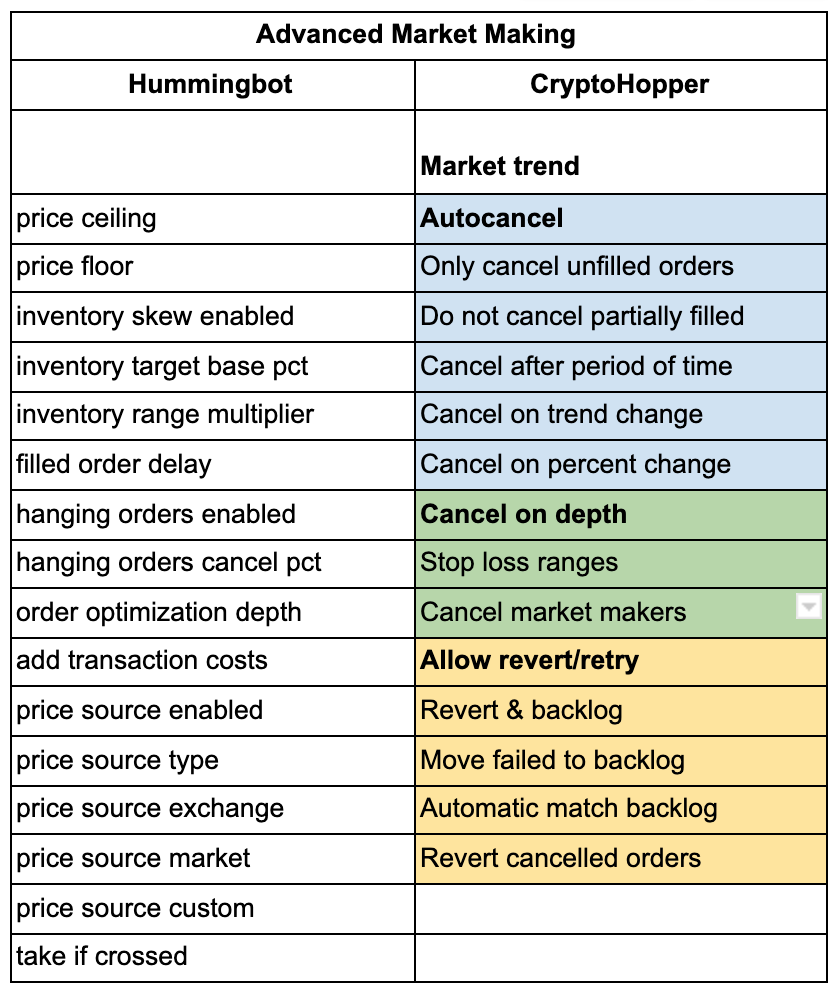 Advanced Market Making
Hummingbot CryptoHopper
Market trend
price ceiling Autocancel
price floor Only cancel unfilled orders
inventory skew enabled Do not cancel partially filled
inventory target base pct Cancel after period of time
inventory range multiplier Cancel on trend change
filled order delay Cancel on percent change
hanging orders enabled Cancel on depth
hanging orders cancel pct Stop loss ranges
order optimization depth Cancel market makers
add transaction costs Allow revert/retry
price source enabled Revert & backlog
price source type Move failed to backlog
price source exchange Automatic match backlog
price source market Revert cancelled orders
price source custom
take if crossed